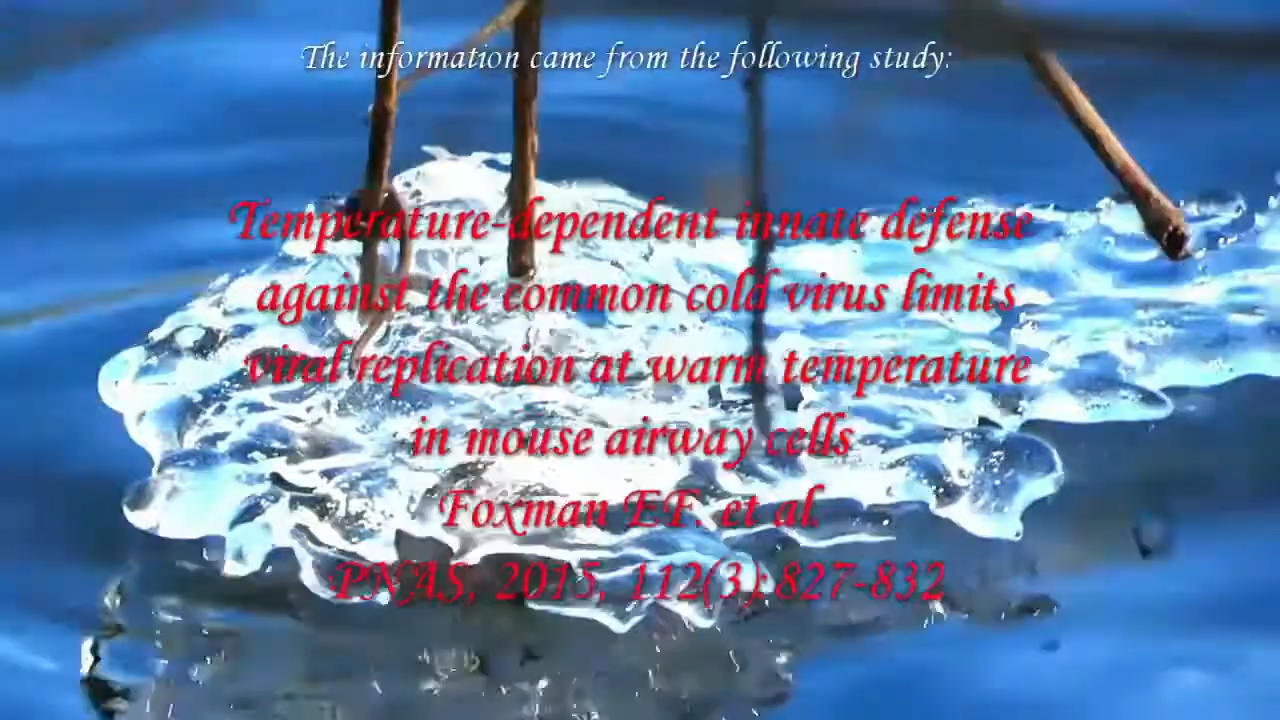 The information came from the following study:
Temperature-dependent innate defense
against the common cold virus limits
viral replication at warm temperature
in mouse airway cells
Foxman EF. et al.
PNAS, 2015, 112(3):827-832